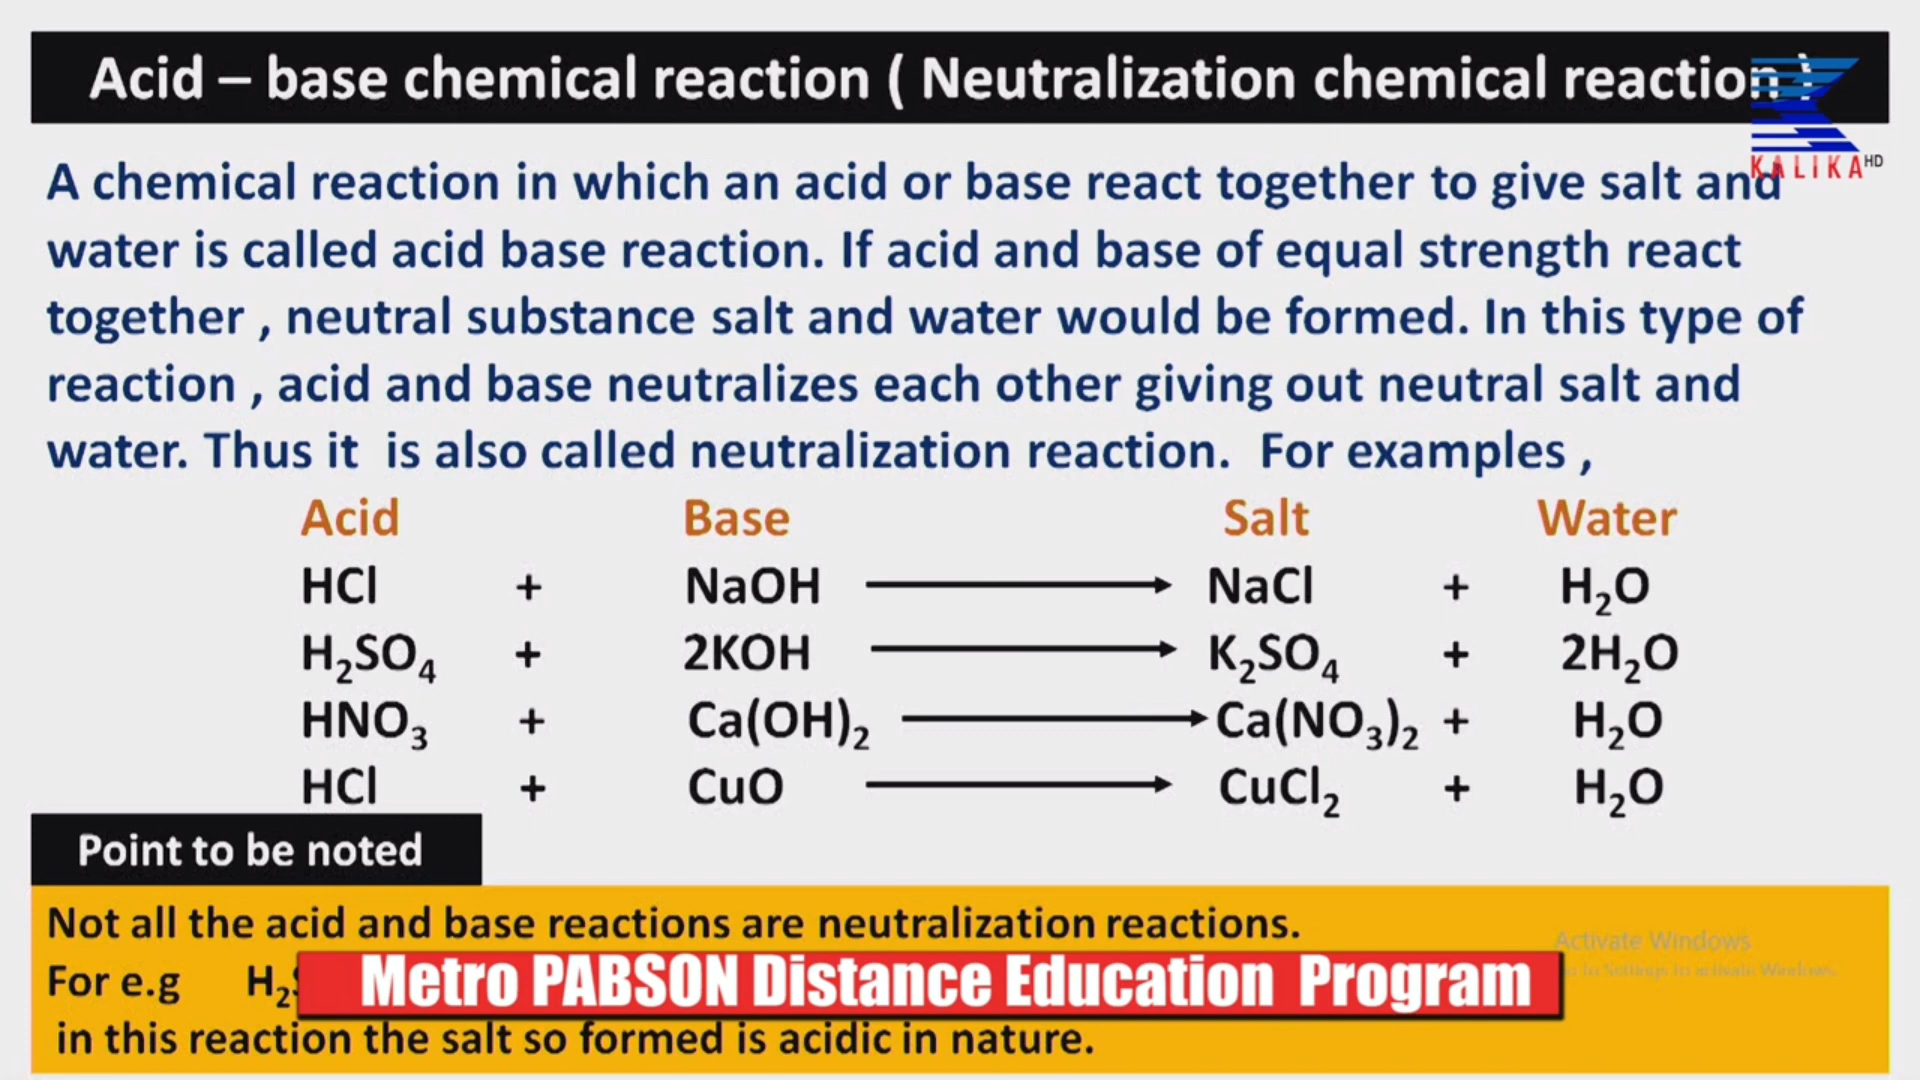 Acid – base chemical reaction ( Neutralization chemical reaction )
KALIKA HD
A chemical reaction in which an acid or base react together to give salt and
water is called acid base reaction. If acid and base of equal strength react
together , neutral substance salt and water would be formed. In this type of
reaction , acid and base neutralizes each other giving out neutral salt and
water. Thus it is also called neutralization reaction. For examples ,
Acid Base Salt Water
HCl + NaOH ⟶ NaCl + H₂O
H₂SO₄ + 2KOH ⟶ K₂SO₄ + 2H₂O
HNO₃ + Ca(OH)₂ ⟶ Ca(NO₃)₂ + H₂O
HCl + CuO ⟶ CuCl₂ + H₂O
Point to be noted
Not all the acid and base reactions are neutralization reactions.
For e.g
Metro PABSON Distance Education Program
in this reaction the salt so formed is acidic in nature.
Activate Windows
Go to Settings to activate Windows.